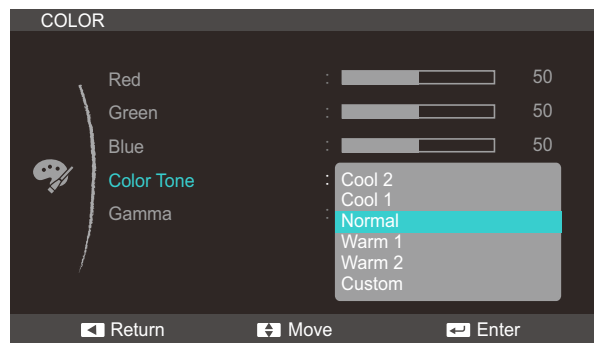 COLOR
Red : 50
Green : 50
Blue : 50
Color Tone : Cool 2
Cool 1
Gamma : Normal
Warm 1
Warm 2
Custom
Return Move Enter